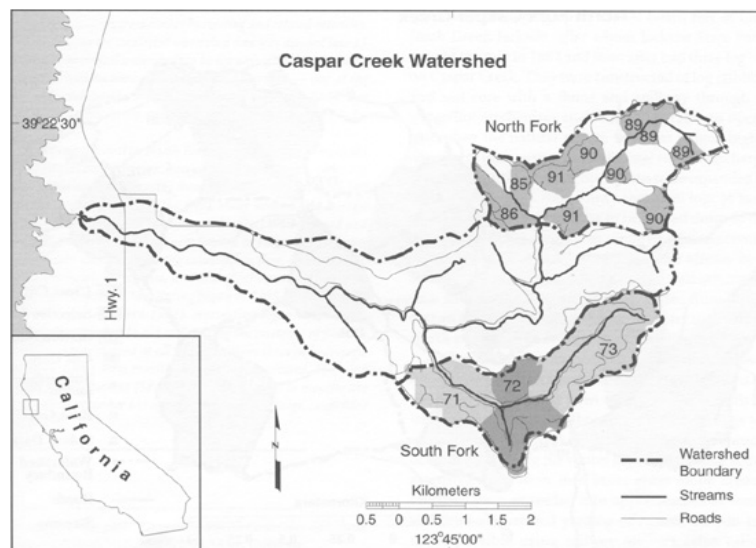 Caspar Creek Watershed
39°22'30"
North Fork
89
89
89
90
90
85
91
86
91
90
Hwy. 1
73
72
71
California
South Fork
N
Watershed
Boundary
Streams
Roads
Kilometers
0.5 0 0.5 1 1.5 2
123°45'00"